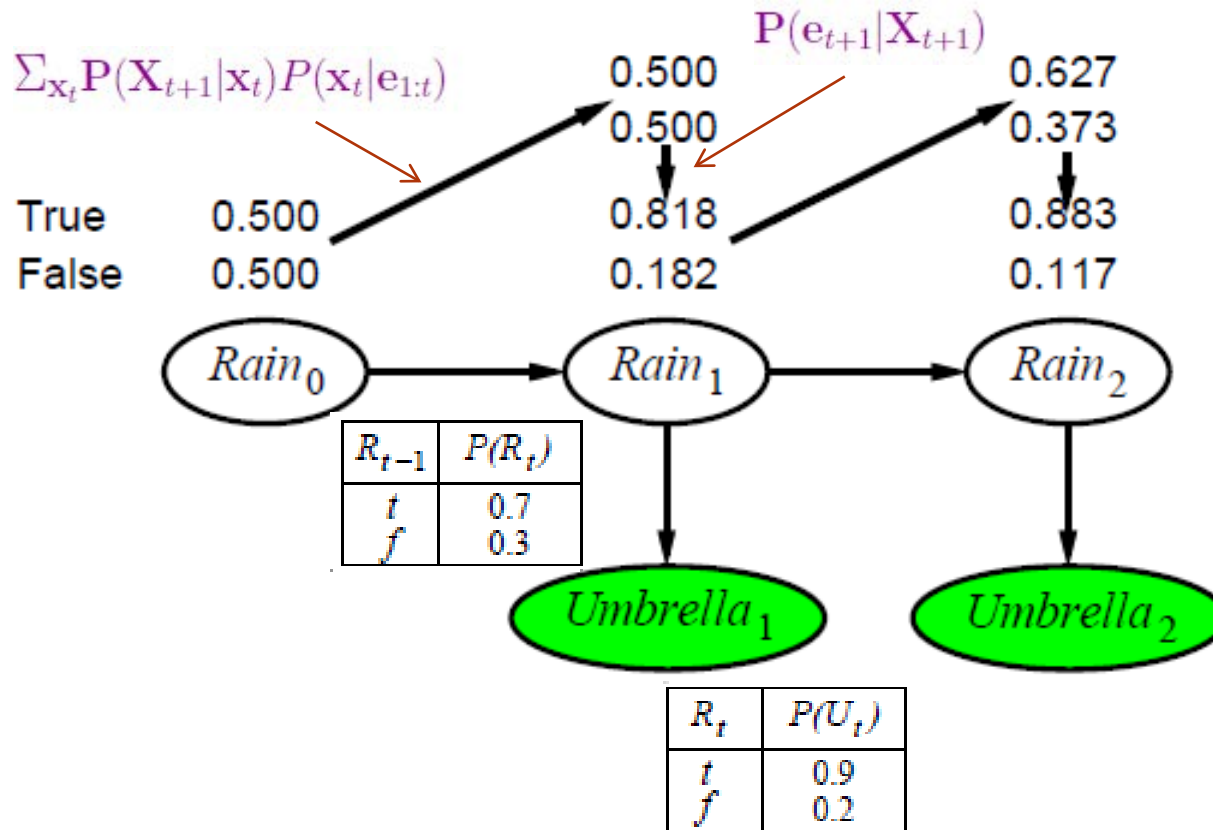 P(e_{t+1}|X_{t+1})
Σ_{x_t} P(X_{t+1}|x_t)P(x_t|e_{1:t})
0.500 0.627
0.500 0.373
True 0.500 0.818 0.883
False 0.500 0.182 0.117
Rain_0 Rain_1 Rain_2
R_{t-1} P(R_t)
t 0.7
f 0.3
Umbrella_1 Umbrella_2
R_t P(U_t)
t 0.9
f 0.2